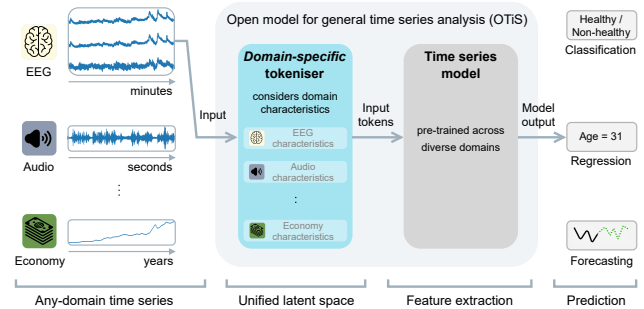 Open model for general time series analysis (OTiS)
EEG
minutes
Audio
seconds
Economy
years
Input
Domain-specific
tokeniser
considers domain
characteristics
EEG
characteristics
Audio
characteristics
:
Economy
characteristics
Input
tokens
Time series
model
pre-trained across
diverse domains
Model
output
Healthy /
Non-healthy
Classification
Age = 31
Regression
Forecasting
Any-domain time series
Unified latent space
Feature extraction
Prediction